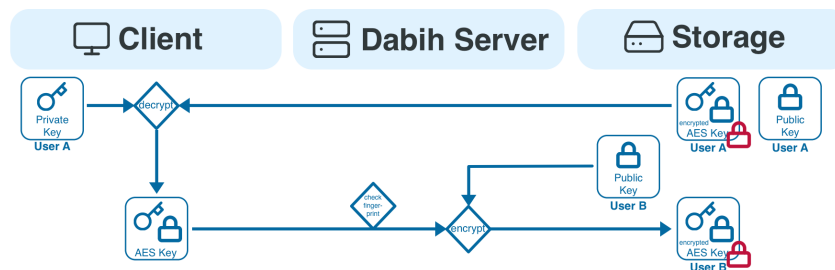 Client
Dabih Server
Storage
Private
Key
User A
decrypt
encrypted
AES Key
User A
Public
Key
User A
Public
Key
User B
check
finger-
print
AES Key
encrypt
encrypted
AES Key
User B